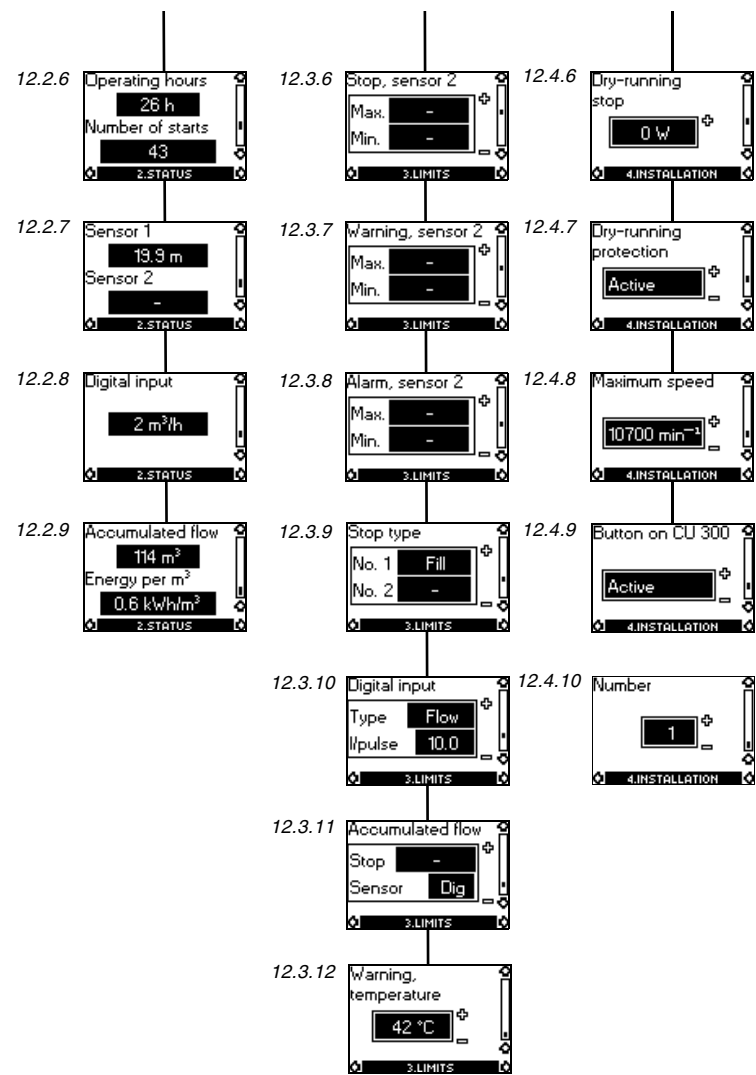 12.2.6
Operating hours
26 h
Number of starts
43
2.STATUS
12.2.7
Sensor 1
19.9 m
Sensor 2
-
2.STATUS
12.2.8
Digital input
2 m³/h
2.STATUS
12.2.9
Accumulated flow
114 m³
Energy per m³
0.6 kWh/m³
2.STATUS
12.3.6
Stop, sensor 2
Max. -
Min. -
3.LIMITS
12.3.7
Warning, sensor 2
Max. -
Min. -
3.LIMITS
12.3.8
Alarm, sensor 2
Max. -
Min. -
3.LIMITS
12.3.9
Stop type
No. 1 Fill
No. 2 -
3.LIMITS
12.3.10
Digital input
Type Flow
l/pulse 10.0
3.LIMITS
12.3.11
Accumulated flow
Stop -
Sensor Dig
3.LIMITS
12.3.12
Warning,
temperature
42 °C
3.LIMITS
12.4.6
Dry-running
stop
0 W
4.INSTALLATION
12.4.7
Dry-running
protection
Active
4.INSTALLATION
12.4.8
Maximum speed
10700 min⁻¹
4.INSTALLATION
12.4.9
Button on CU 300
Active
4.INSTALLATION
12.4.10
Number
1
4.INSTALLATION